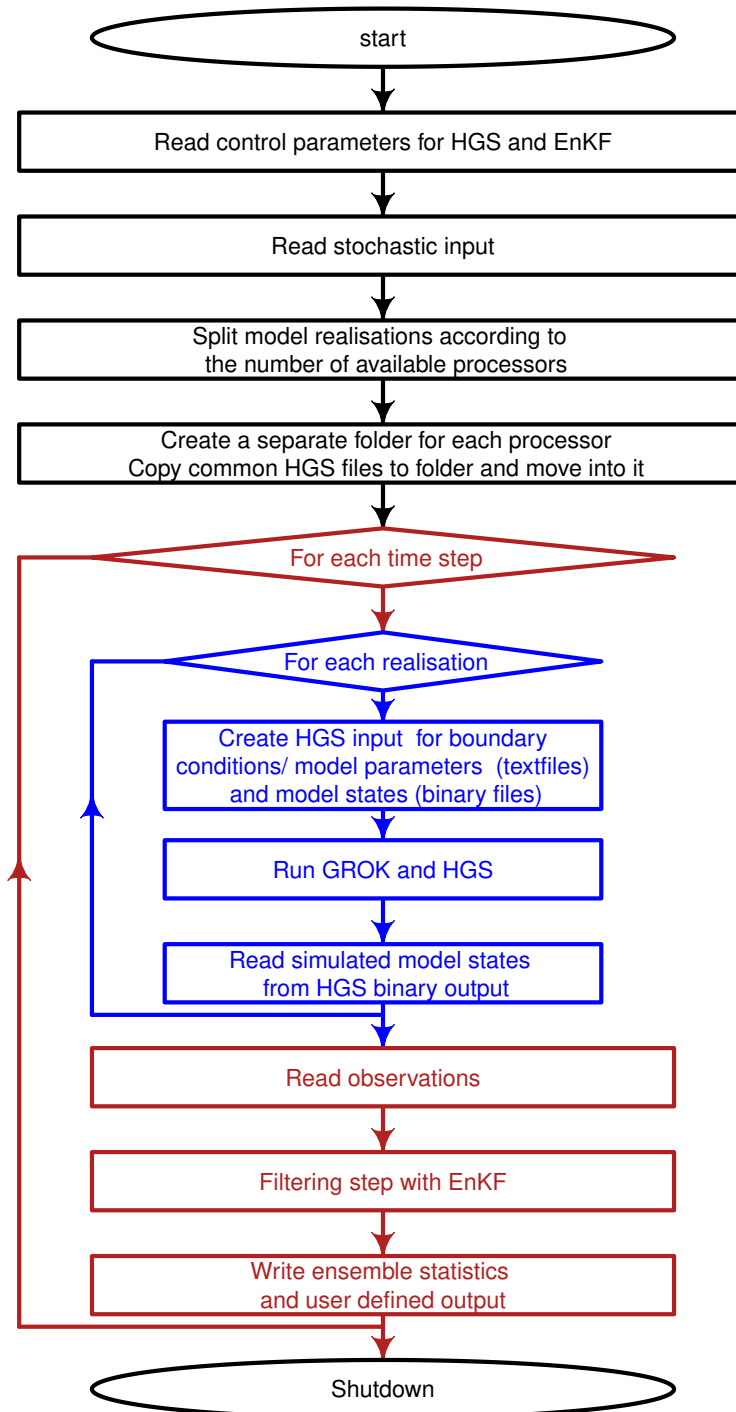 start
Read control parameters for HGS and EnKF
Read stochastic input
Split model realisations according to
the number of available processors
Create a separate folder for each processor
Copy common HGS files to folder and move into it
For each time step
For each realisation
Create HGS input for boundary
conditions/ model parameters (textfiles)
and model states (binary files)
Run GROK and HGS
Read simulated model states
from HGS binary output
Read observations
Filtering step with EnKF
Write ensemble statistics
and user defined output
Shutdown